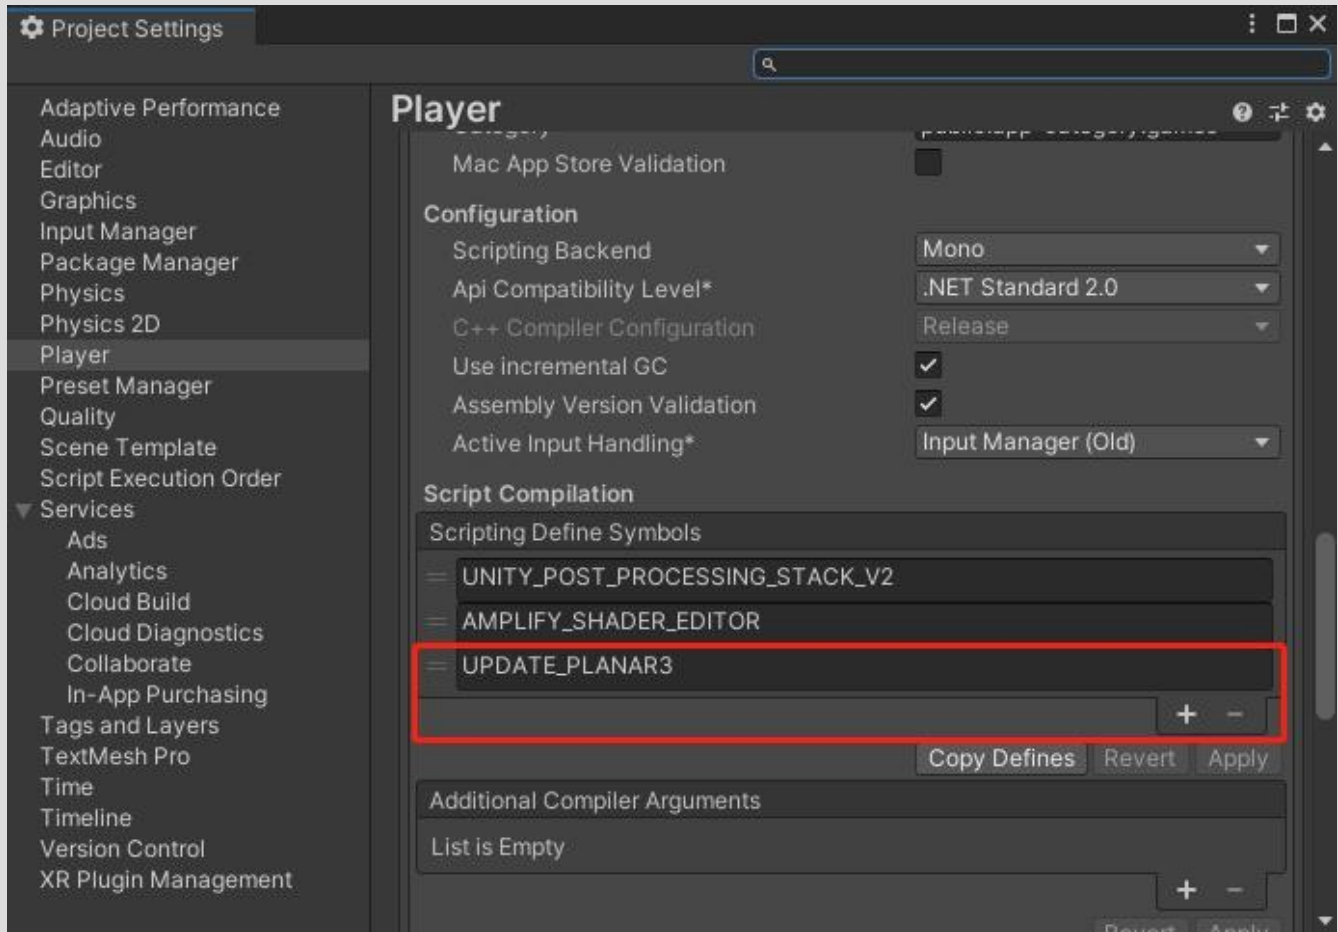 Project Settings
Adaptive Performance
Audio
Editor
Graphics
Input Manager
Package Manager
Physics
Physics 2D
Player
Preset Manager
Quality
Scene Template
Script Execution Order
Services
Ads
Analytics
Cloud Build
Cloud Diagnostics
Collaborate
In-App Purchasing
Tags and Layers
TextMesh Pro
Time
Timeline
Version Control
XR Plugin Management
Player
Mac App Store Validation
Configuration
Scripting Backend Mono
Api Compatibility Level* .NET Standard 2.0
C++ Compiler Configuration Release
Use incremental GC
Assembly Version Validation
Active Input Handling* Input Manager (Old)
Script Compilation
Scripting Define Symbols
UNITY_POST_PROCESSING_STACK_V2
AMPLIFY_SHADER_EDITOR
UPDATE_PLANAR3
Copy Defines Revert Apply
Additional Compiler Arguments
List is Empty